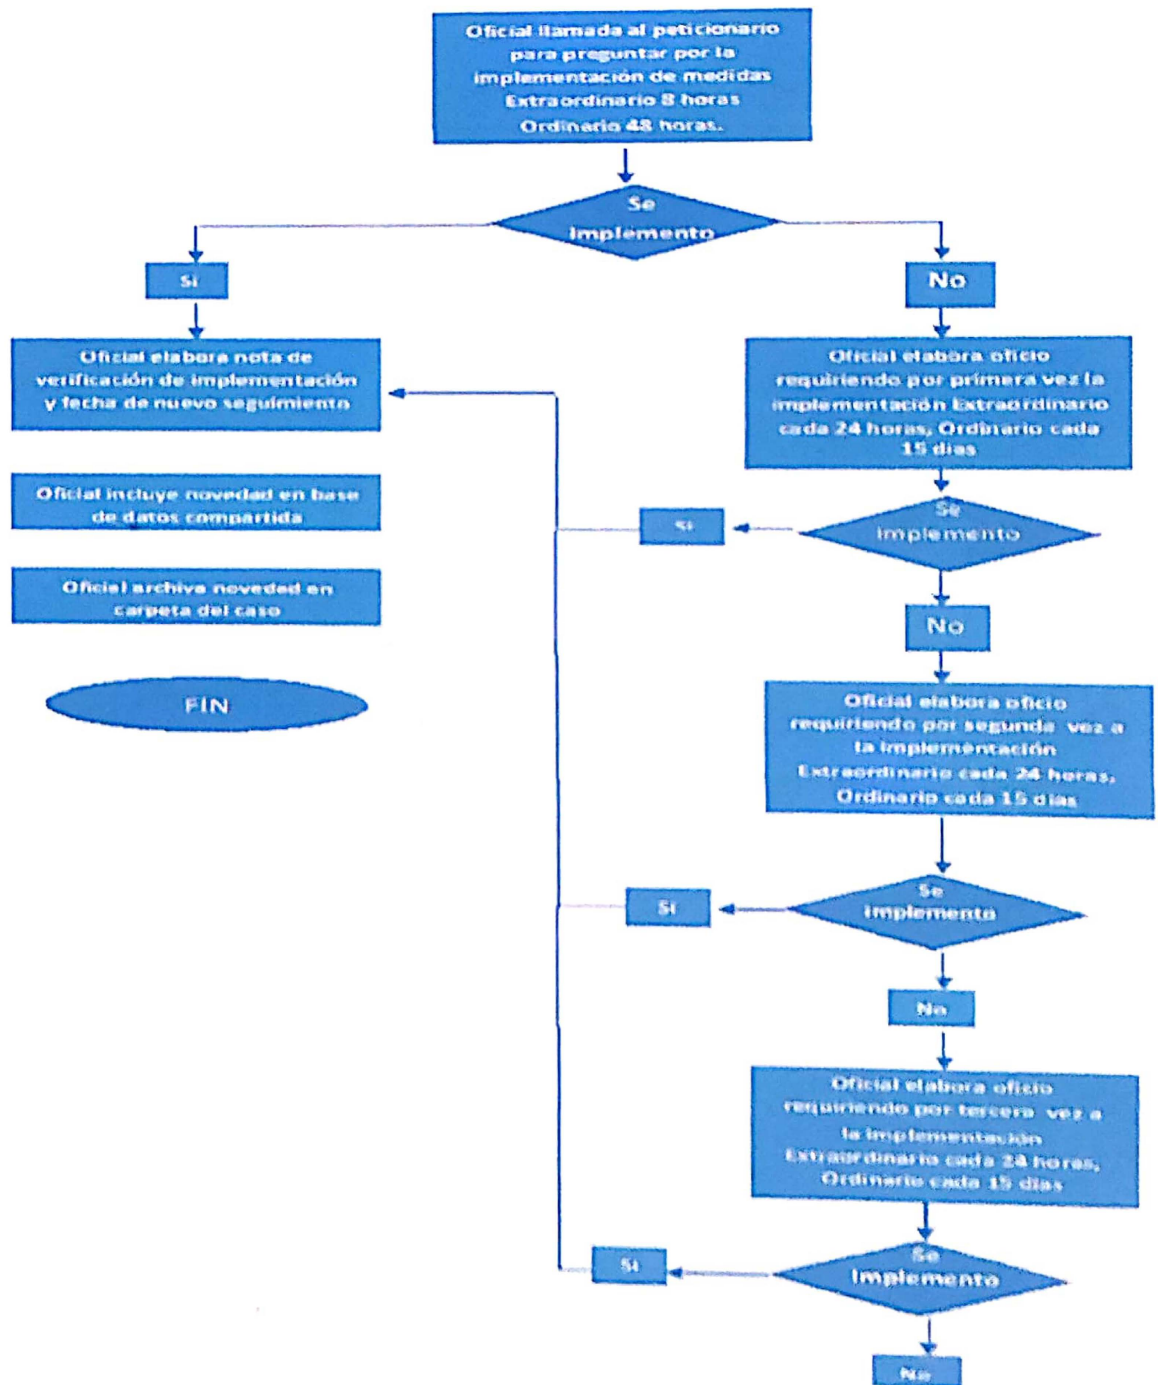 Oficial llamada al peticionario
para preguntar por la
implementación de medidas
Extraordinario 8 horas
Ordinario 48 horas.
Se
Implemento
Si
No
Oficial elabora nota de
verificación de implementación
y fecha de nuevo seguimiento
Oficial incluye novedad en base
de datos compartida
Oficial archiva novedad en
carpeta del caso
FIN
Oficial elabora oficio
requiriendo por primera vez la
implementación Extraordinario
cada 24 horas, Ordinario cada
15 días
Se
Implemento
Si
No
Oficial elabora oficio
requiriendo por segunda vez a
la implementación
Extraordinario cada 24 horas,
Ordinario cada 15 días
Se
implemento
Si
No
Oficial elabora oficio
requiriendo por tercera vez a
la implementación
Extraordinario cada 24 horas,
Ordinario cada 15 días
Se
Implemento
Si
No